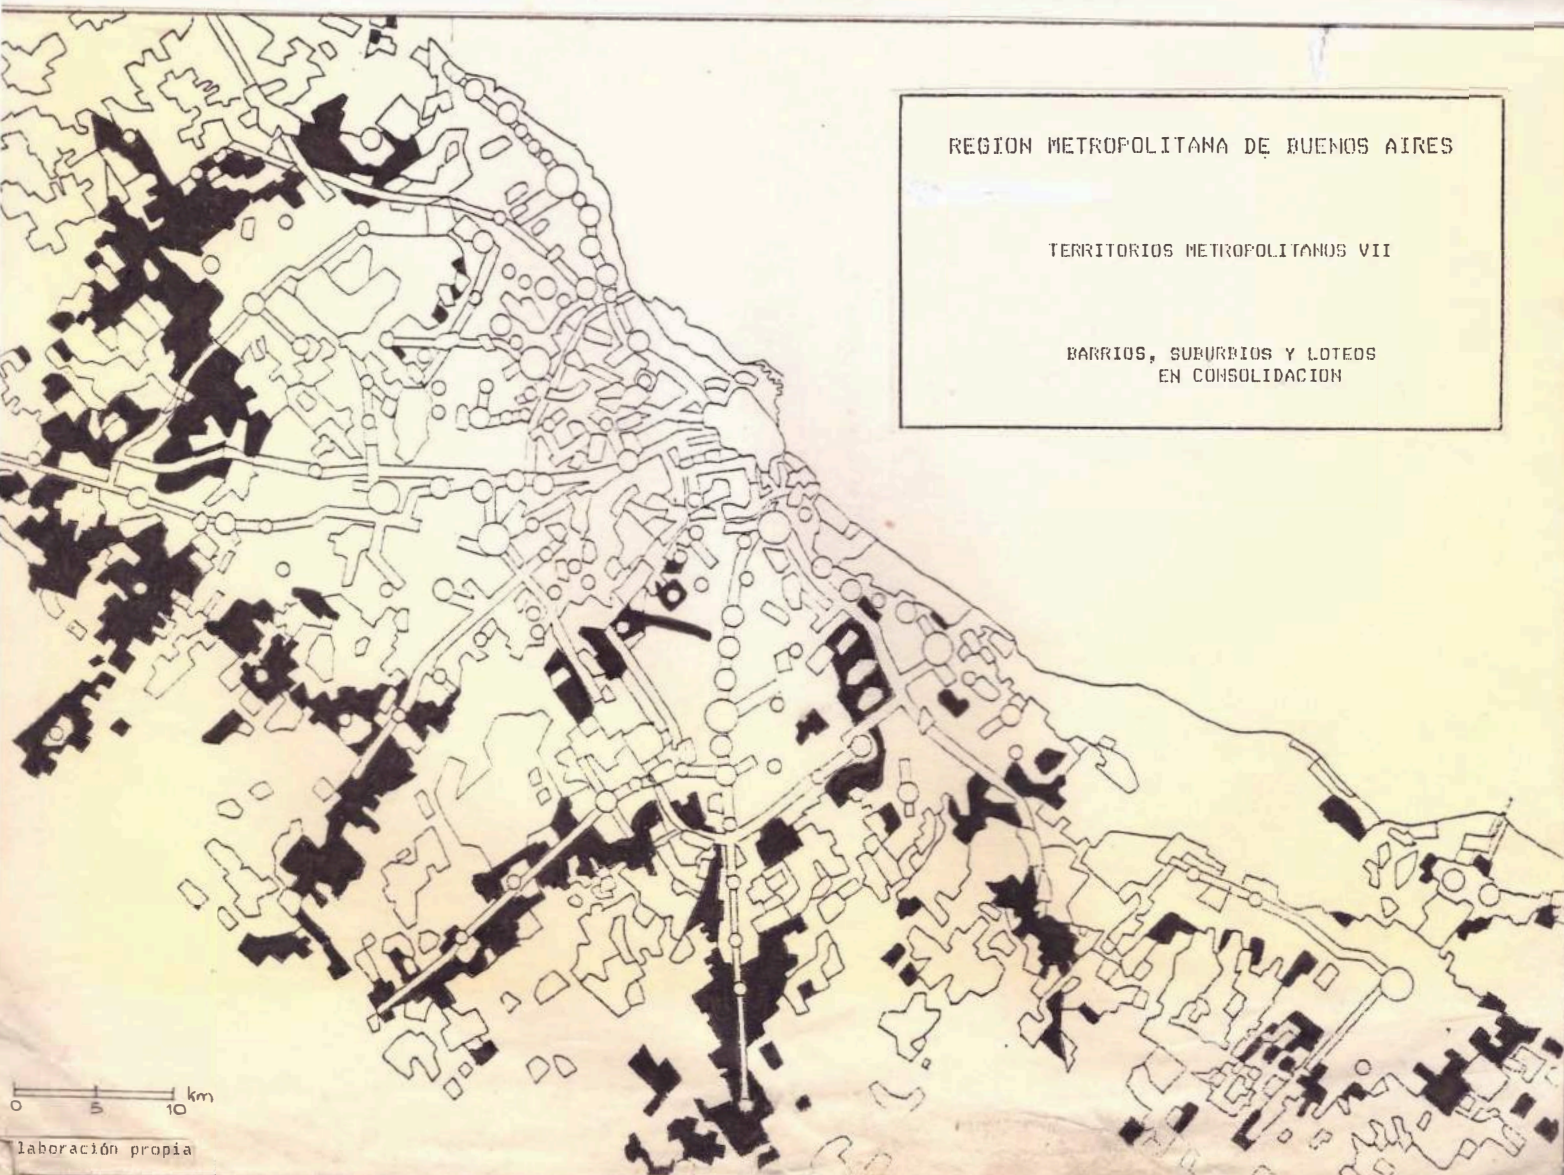 REGION METROPOLITANA DE BUENOS AIRES
TERRITORIOS METROPOLITANOS VII
BARRIOS, SUBURBIOS Y LOTEOS
EN CONSOLIDACION
km
0 5 10
laboración propia